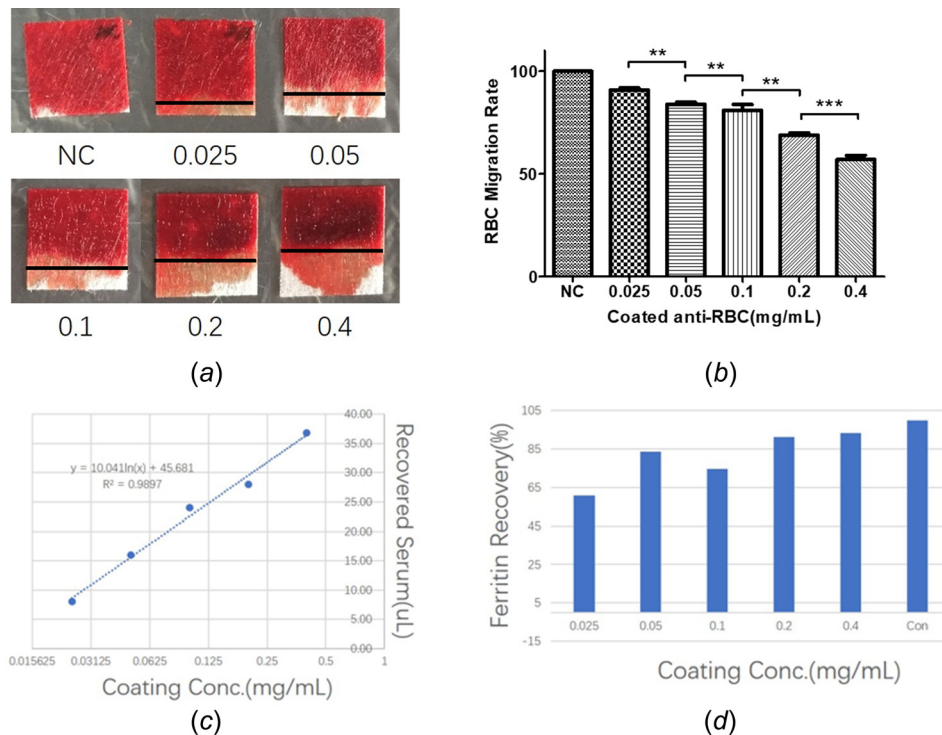 NC 0.025 0.05
0.1 0.2 0.4
(a)
RBC Migration Rate
100
50
0
** ** ** ***
NC 0.025 0.05 0.1 0.2 0.4
Coated anti-RBC(mg/mL)
(b)
y = 10.041ln(x) + 45.681
R² = 0.9897
40.00
35.00
30.00
25.00
20.00
15.00
10.00
5.00
0.00
Recovered Serum(uL)
0.015625 0.03125 0.0625 0.125 0.25 0.5 1
Coating Conc.(mg/mL)
(c)
Ferritin Recovery(%)
105
85
65
45
25
5
-15
0.025 0.05 0.1 0.2 0.4 Con
Coating Conc.(mg/mL)
(d)